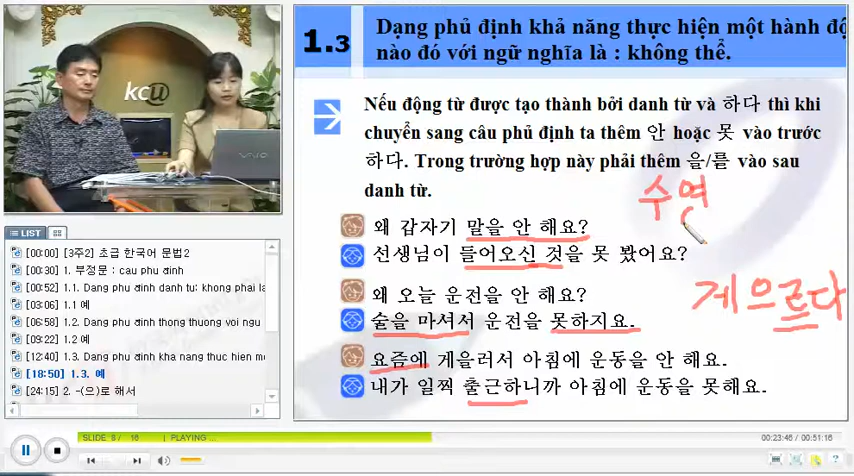 kcu
VAIO
1.3
Dạng phủ định khả năng thực hiện một hành độ
nào đó với ngữ nghĩa là : không thể.
Nếu động từ được tạo thành bởi danh từ và 하다 thì khi
chuyển sang câu phủ định ta thêm 안 hoặc 못 vào trước
하다. Trong trường hợp này phải thêm 을/를 vào sau
danh từ.
수연
왜 갑자기 말을 안 해요?
선생님이 들어오신 것을 못 봤어요?
왜 오늘 운전을 안 해요?
게으르다
술을 마셔서 운전을 못하지요.
요즘에 게을러서 아침에 운동을 안 해요.
내가 일찍 출근하니까 아침에 운동을 못해요.
LIST
[00:00] [3주2] 초급 한국어 문법2
[00:30] 1. 부정문 : cau phu dinh
[00:52] 1.1. Dang phu dinh danh tu: khong phai la
[03:06] 1.1 예
[06:58] 1.2. Dang phu dinh thong thuong voi ngu
[09:22] 1.2 예
[12:40] 1.3. Dang phu dinh kha nang thuc hien mo
[18:50] 1.3. 예
[24:15] 2. -(으)로 해서
SLIDE 8 / 16 PLAYING ...
00:23:46 / 00:51:16